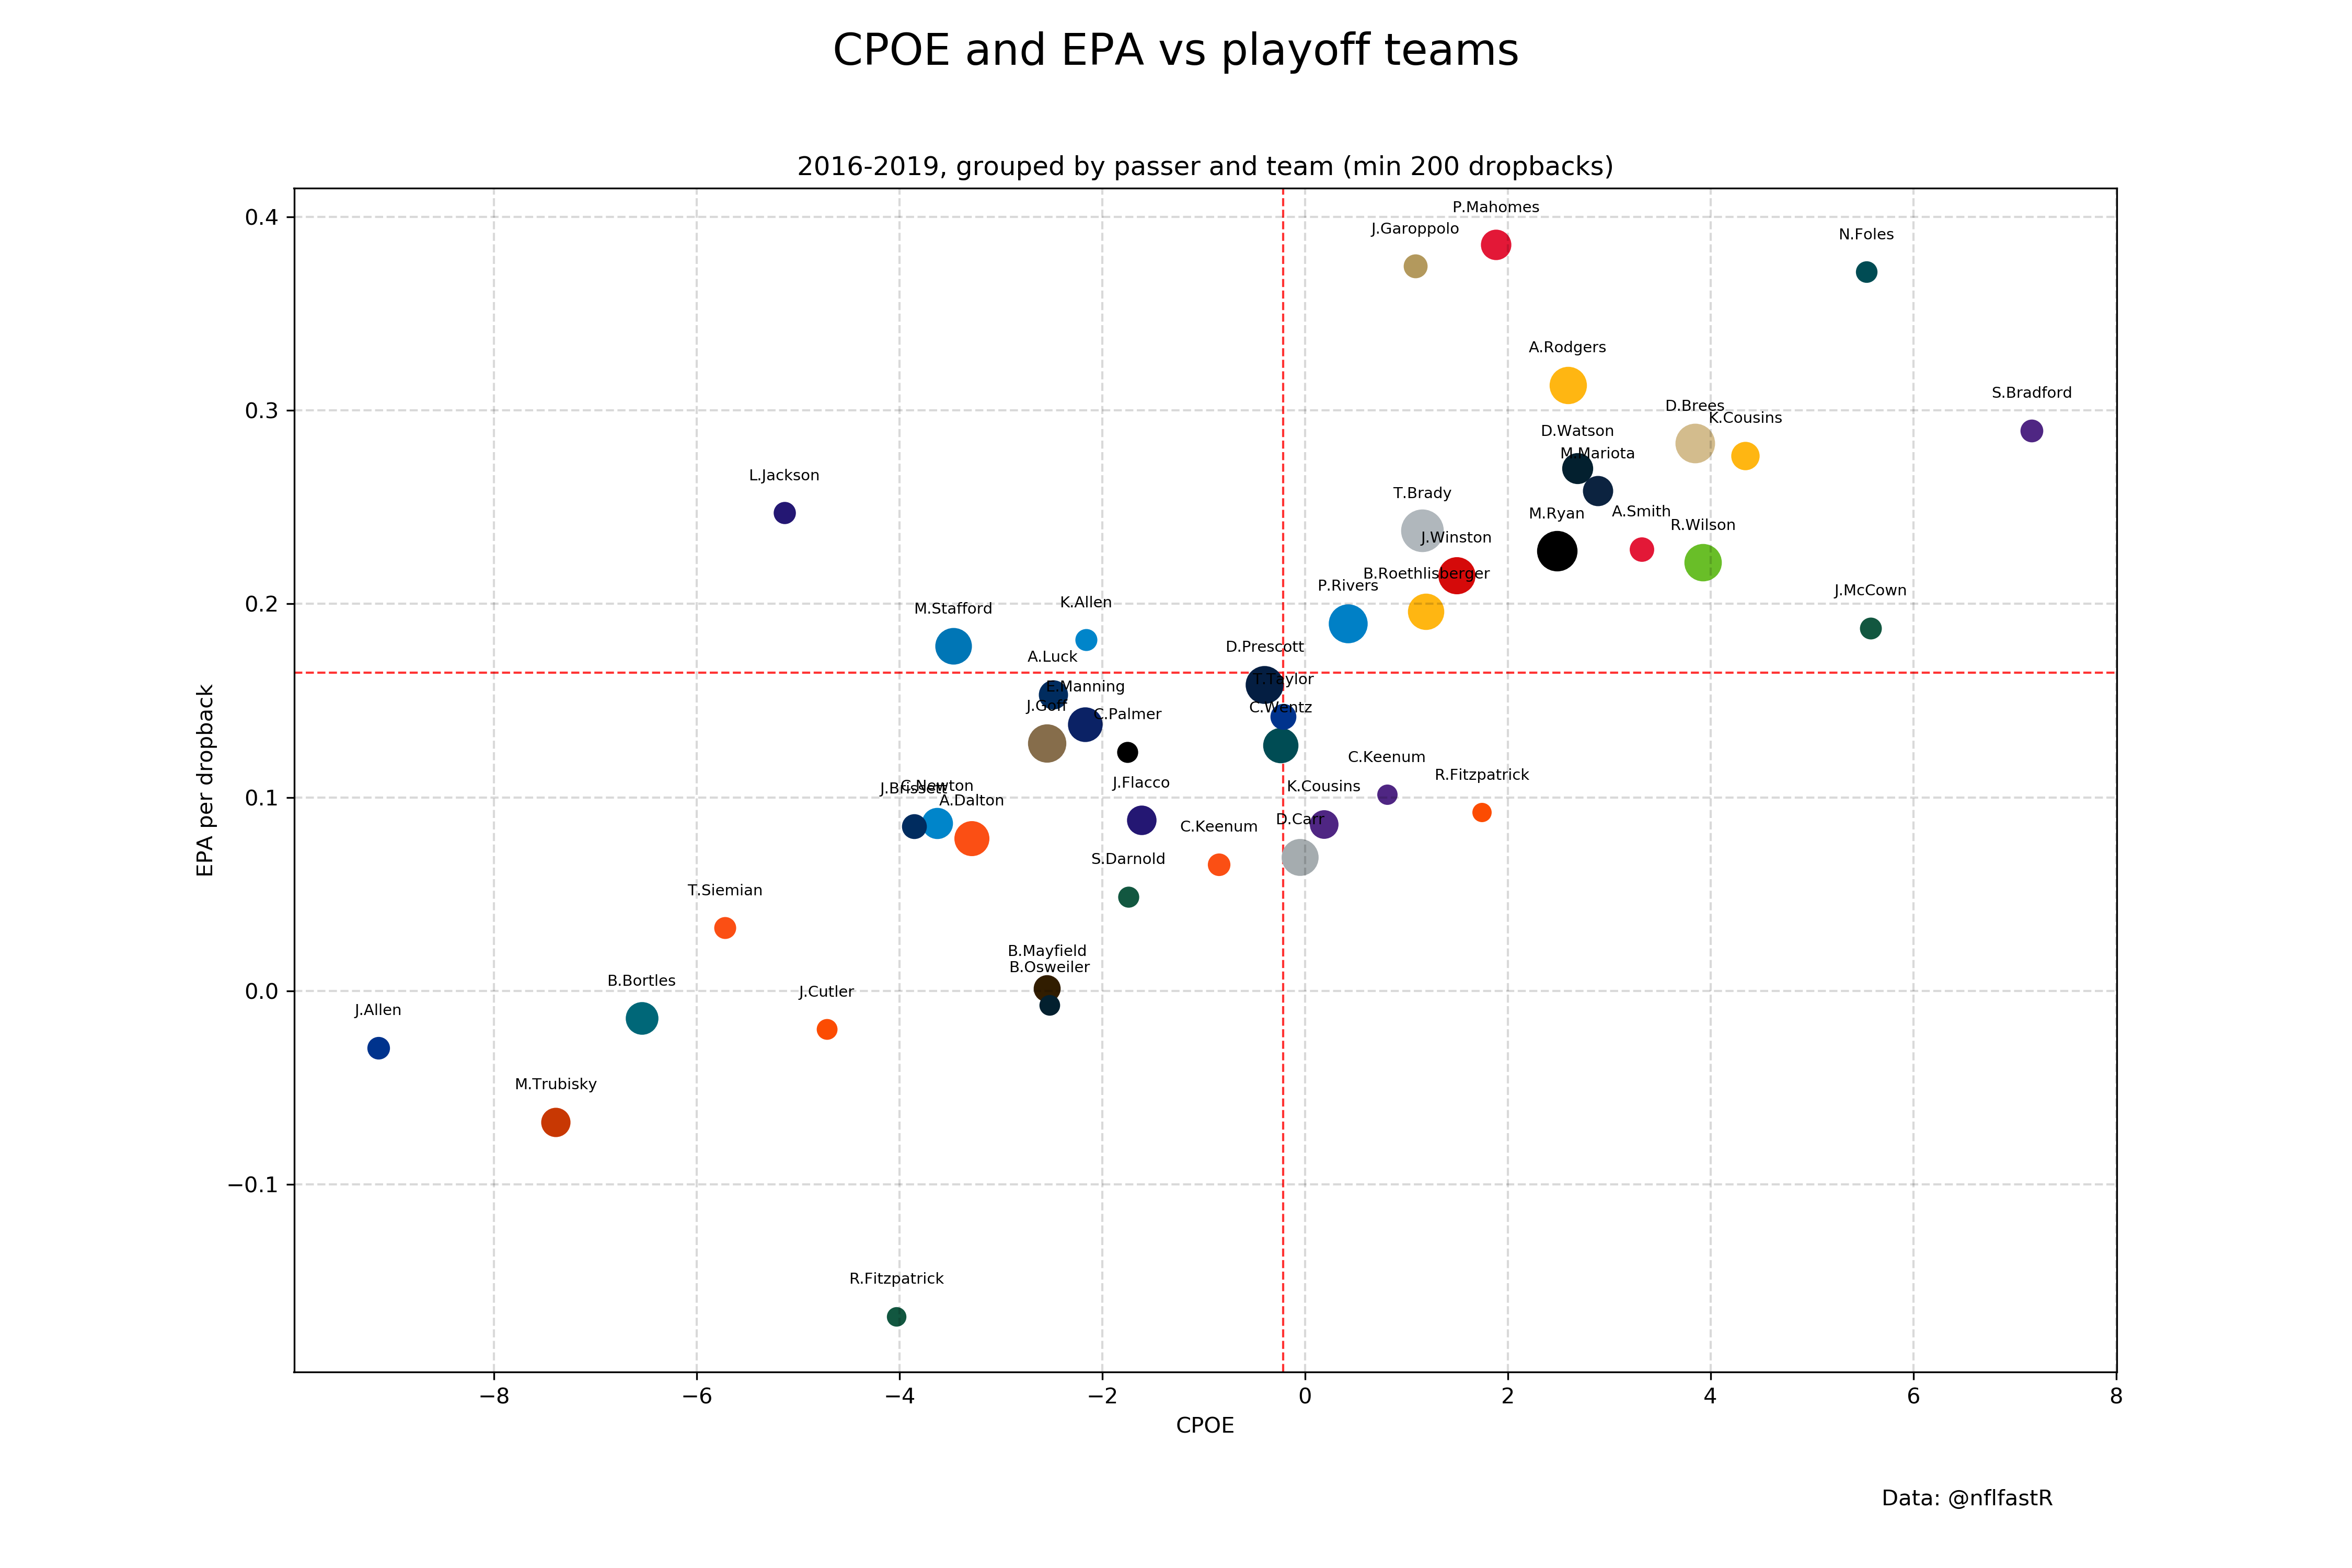 CPOE and EPA vs playoff teams
2016-2019, grouped by passer and team (min 200 dropbacks)
EPA per dropback
0.4
0.3
0.2
0.1
0.0
−0.1
P.Mahomes
J.Garoppolo
N.Foles
A.Rodgers
S.Bradford
D.Brees
K.Cousins
D.Watson
M.Mariota
L.Jackson
T.Brady
M.Ryan
A.Smith
R.Wilson
J.Winston
B.Roethlisberger
P.Rivers
J.McCown
K.Allen
M.Stafford
D.Prescott
A.Luck
T.Taylor
E.Manning
J.Goff
C.Wentz
C.Palmer
C.Keenum
R.Fitzpatrick
J.Flacco
K.Cousins
C.Newton
J.Brissett
A.Dalton
D.Carr
C.Keenum
S.Darnold
T.Siemian
B.Mayfield
B.Osweiler
B.Bortles
J.Cutler
J.Allen
M.Trubisky
R.Fitzpatrick
−8 −6 −4 −2 0 2 4 6 8
CPOE
Data: @nflfastR